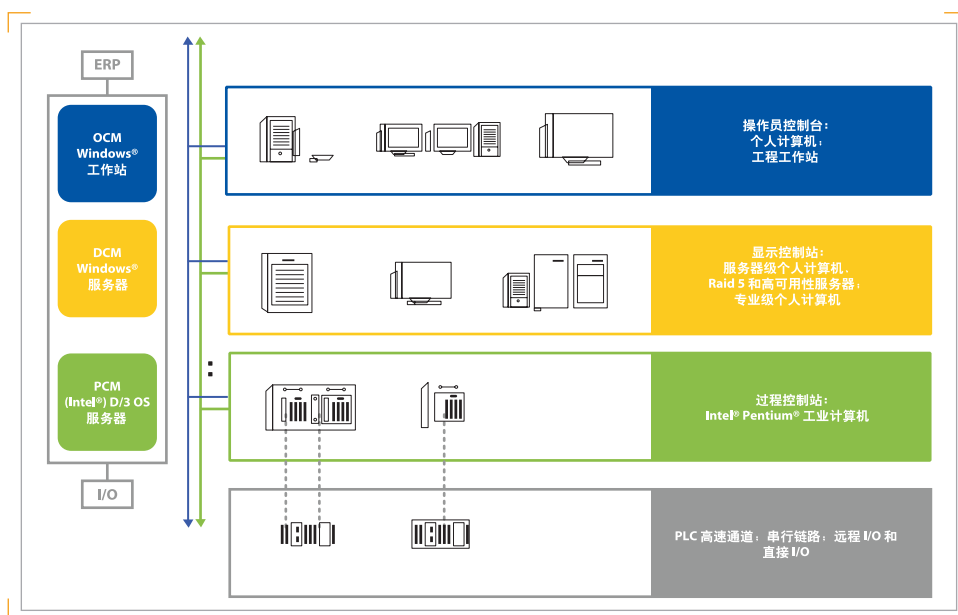 ERP
OCM
Windows®
工作站
DCM
Windows®
服务器
PCM
(Intel®) D/3 OS
服务器
I/O
:
操作员控制台：
个人计算机；
工程工作站
显示控制站：
服务器级个人计算机、
Raid 5 和高可用性服务器；
专业级个人计算机
过程控制站：
Intel® Pentium® 工业计算机
PLC 高速通道；串行链路；远程 I/O 和
直接 I/O